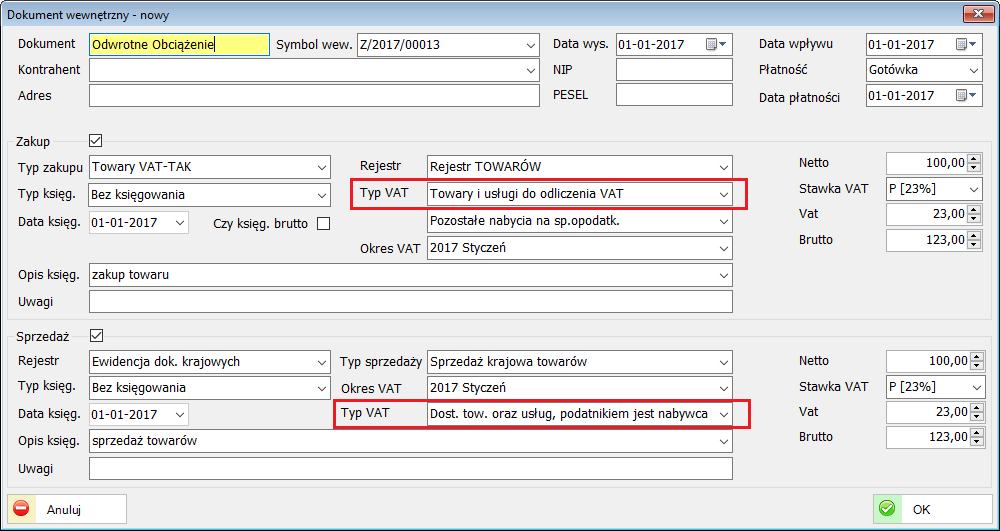 Dokument wewnętrzny - nowy
Dokument Odwrotne Obciążenie Symbol wew. Z/2017/00013 Data wys. 01-01-2017 Data wpływu 01-01-2017
Kontrahent NIP Płatność Gotówka
Adres PESEL Data płatności 01-01-2017
Zakup
Typ zakupu Towary VAT-TAK Rejestr Rejestr TOWARÓW Netto 100,00
Typ księg. Bez księgowania Typ VAT Towary i usługi do odliczenia VAT Stawka VAT P [23%]
Data księg. 01-01-2017 Czy księg. brutto Pozostałe nabycia na sp.opodatk. Vat 23,00
Okres VAT 2017 Styczeń Brutto 123,00
Opis księg. zakup towaru
Uwagi
Sprzedaż
Rejestr Ewidencja dok. krajowych Typ sprzedaży Sprzedaż krajowa towarów Netto 100,00
Typ księg. Bez księgowania Okres VAT 2017 Styczeń Stawka VAT P [23%]
Data księg. 01-01-2017 Typ VAT Dost. tow. oraz usług, podatnikiem jest nabywca Vat 23,00
Opis księg. sprzedaż towarów Brutto 123,00
Uwagi
Anuluj OK